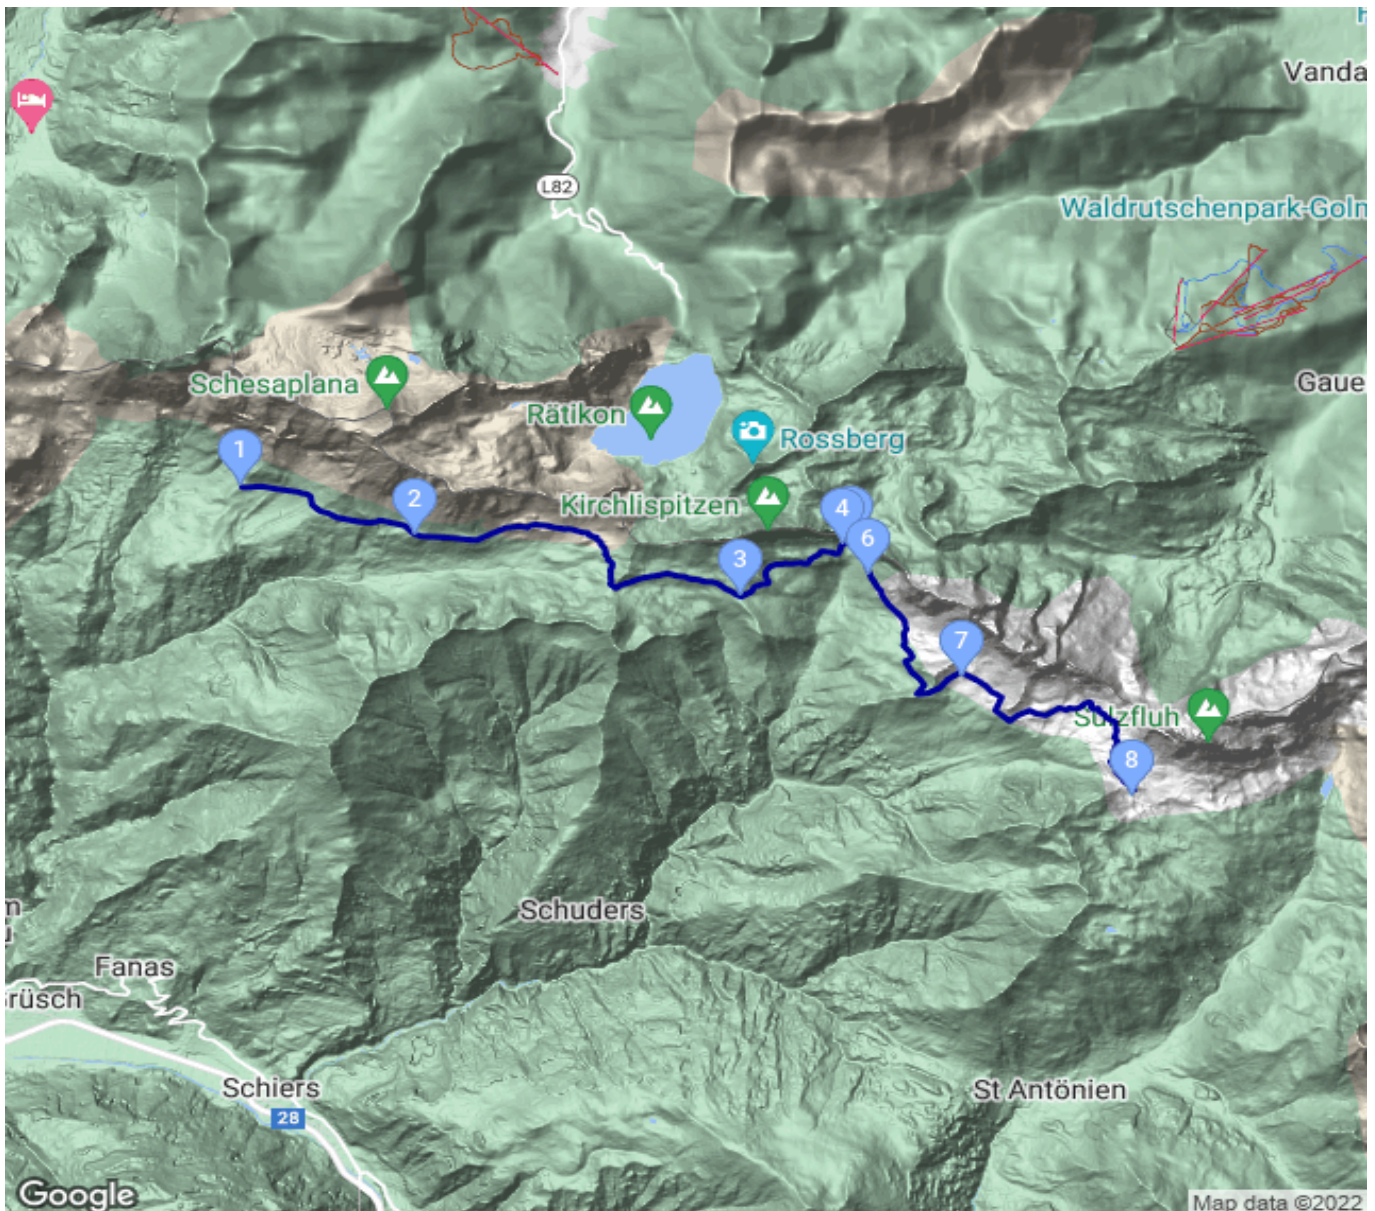 Vanda
L82
Waldrutschenpark-Goln
Schesaplana
Gaue
Rätikon
Rossberg
1
2
Kirchlispitzen
4
6
3
7
Sulzfluh
8
Schuders
Fanas
rüsch
Schiers
28
St Antönien
Google
Map data ©2022